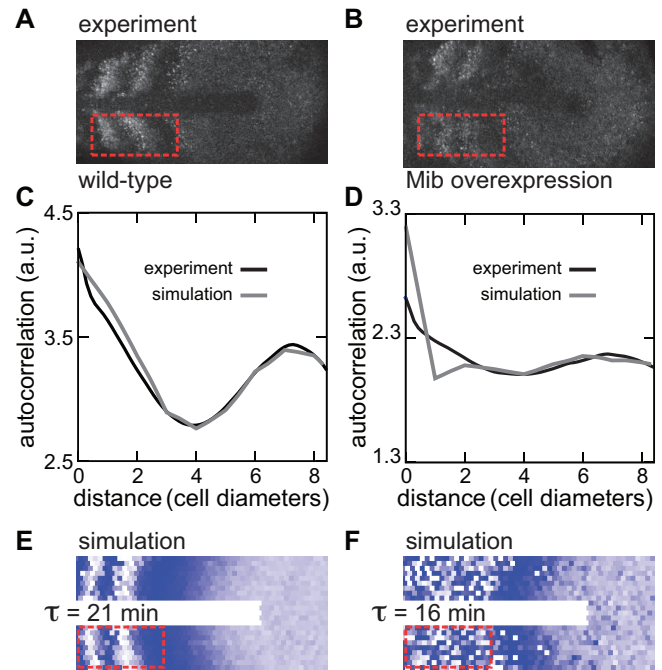 A experiment
B experiment
wild-type
Mib overexpression
C
4.5
3.5
2.5
autocorrelation (a.u.)
experiment
simulation
0 2 4 6 8
distance (cell diameters)
D
3.3
2.3
1.3
autocorrelation (a.u.)
experiment
simulation
0 2 4 6 8
distance (cell diameters)
E simulation
τ = 21 min
F simulation
τ = 16 min